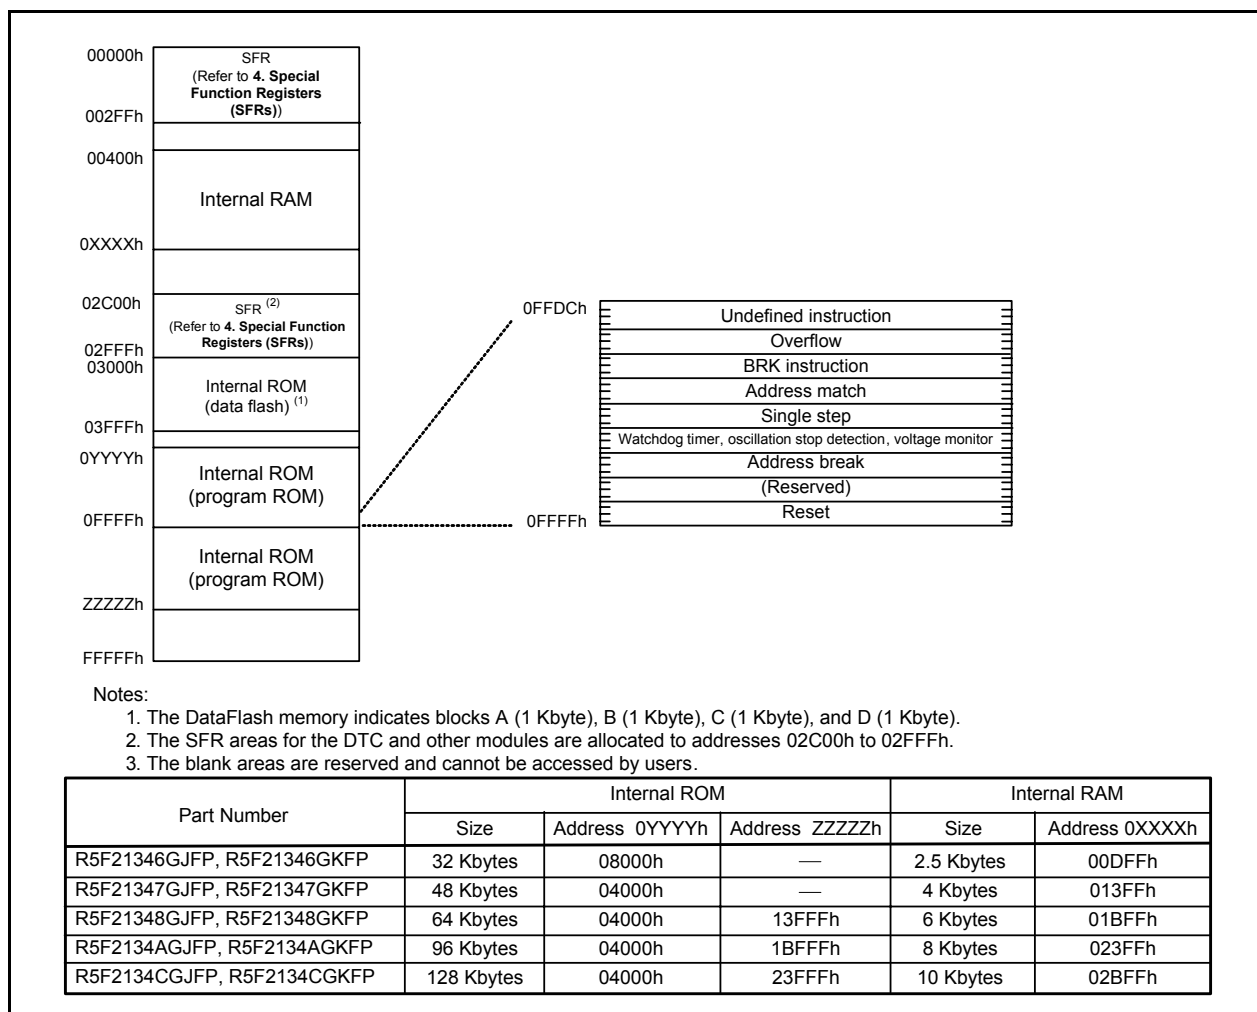 00000h
SFR
(Refer to 4. Special
Function Registers
(SFRs))
002FFh
00400h
Internal RAM
0XXXXh
02C00h
SFR (2)
(Refer to 4. Special Function
Registers (SFRs))
02FFFh
03000h
Internal ROM
(data flash) (1)
03FFFh
0YYYYh
Internal ROM
(program ROM)
0FFFFh
Internal ROM
(program ROM)
ZZZZZh
FFFFFh
0FFDCh
Undefined instruction
Overflow
BRK instruction
Address match
Single step
Watchdog timer, oscillation stop detection, voltage monitor
Address break
(Reserved)
0FFFFh
Reset
Notes:
1. The DataFlash memory indicates blocks A (1 Kbyte), B (1 Kbyte), C (1 Kbyte), and D (1 Kbyte).
2. The SFR areas for the DTC and other modules are allocated to addresses 02C00h to 02FFFh.
3. The blank areas are reserved and cannot be accessed by users.
Part Number Internal ROM Internal RAM
Size Address 0YYYYh Address ZZZZZh Size Address 0XXXXh
R5F21346GJFP, R5F21346GKFP 32 Kbytes 08000h — 2.5 Kbytes 00DFFh
R5F21347GJFP, R5F21347GKFP 48 Kbytes 04000h — 4 Kbytes 013FFh
R5F21348GJFP, R5F21348GKFP 64 Kbytes 04000h 13FFFh 6 Kbytes 01BFFh
R5F2134AGJFP, R5F2134AGKFP 96 Kbytes 04000h 1BFFFh 8 Kbytes 023FFh
R5F2134CGJFP, R5F2134CGKFP 128 Kbytes 04000h 23FFFh 10 Kbytes 02BFFh